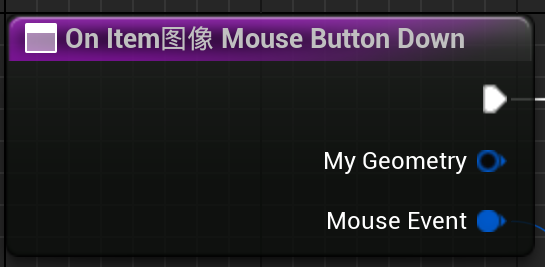 On Item图像 Mouse Button Down
My Geometry
Mouse Event